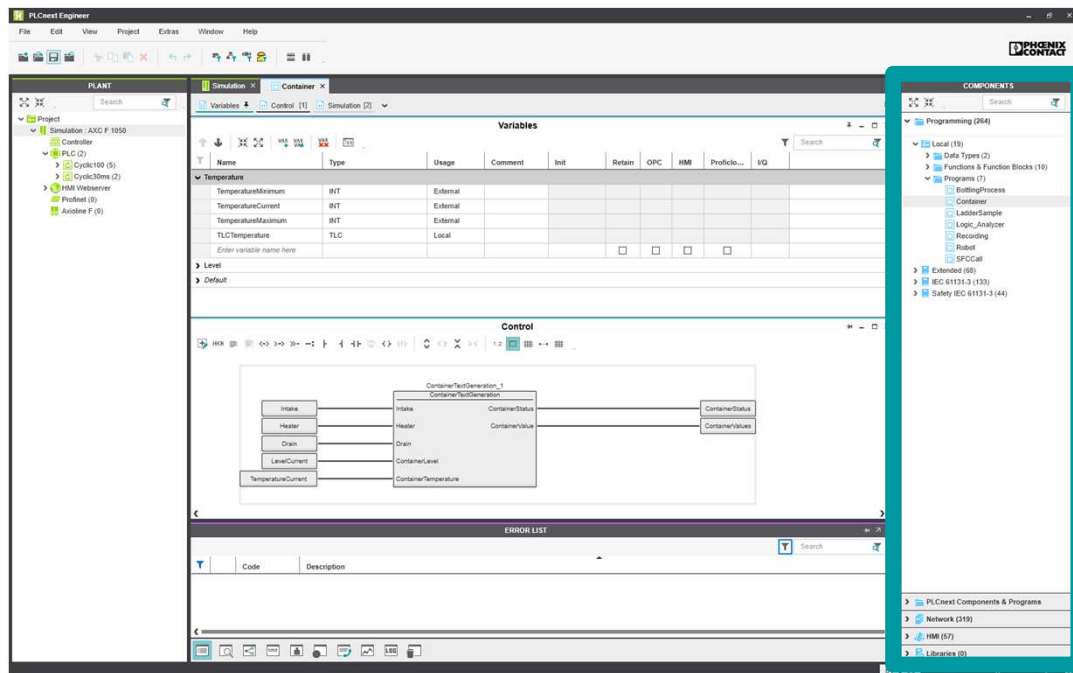 PLCnext Engineer
File Edit View Project Extras Window Help
PHŒNIX
CONTACT
PLANT
Search
Project
Simulation : AXC F 1050
Controller
PLC (2)
Cyclic100 (5)
Cyclic30ms (2)
HMI Webserver
Profinet (0)
Axioline F (0)
Simulation Container
Variables Control [1] Simulation [2]
Variables
Search
Name Type Usage Comment Init Retain OPC HMI Proficlo... I/Q
Temperature
TemperatureMinimum INT External
TemperatureCurrent INT External
TemperatureMaximum INT External
TLCTemperature TLC Local
Enter variable name here
Level
Default
Control
1.2
ContainerTextGeneration_1
ContainerTextGeneration
Intake Intake ContainerStatus ContainerStatus
Heater Heater ContainerValue ContainerValues
Drain Drain
LevelCurrent ContainerLevel
TemperatureCurrent ContainerTemperature
ERROR LIST
Search
Code Description
LOG
COMPONENTS
Search
Programming (264)
Local (19)
Data Types (2)
Functions & Function Blocks (10)
Programs (7)
BottlingProcess
Container
LadderSample
Logic_Analyzer
Recording
Robot
SFCCall
Extended (68)
IEC 61131-3 (133)
Safety IEC 61131-3 (44)
PLCnext Components & Programs
Network (319)
HMI (57)
Libraries (0)